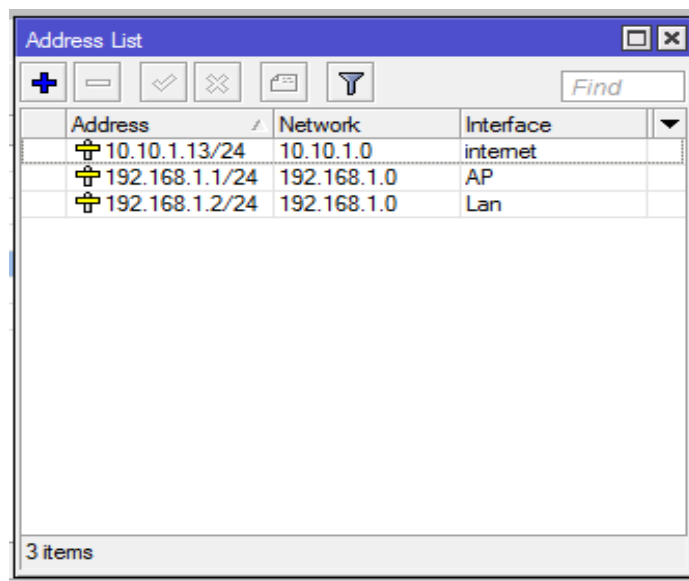 Address List
Find
Address Network Interface
10.10.1.13/24 10.10.1.0 internet
192.168.1.1/24 192.168.1.0 AP
192.168.1.2/24 192.168.1.0 Lan
3 items